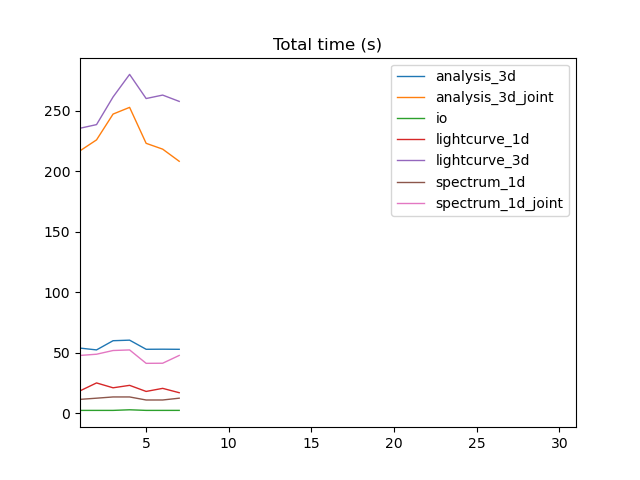 Total time (s)
analysis_3d
analysis_3d_joint
io
lightcurve_1d
lightcurve_3d
spectrum_1d
spectrum_1d_joint
250
200
150
100
50
0
5 10 15 20 25 30